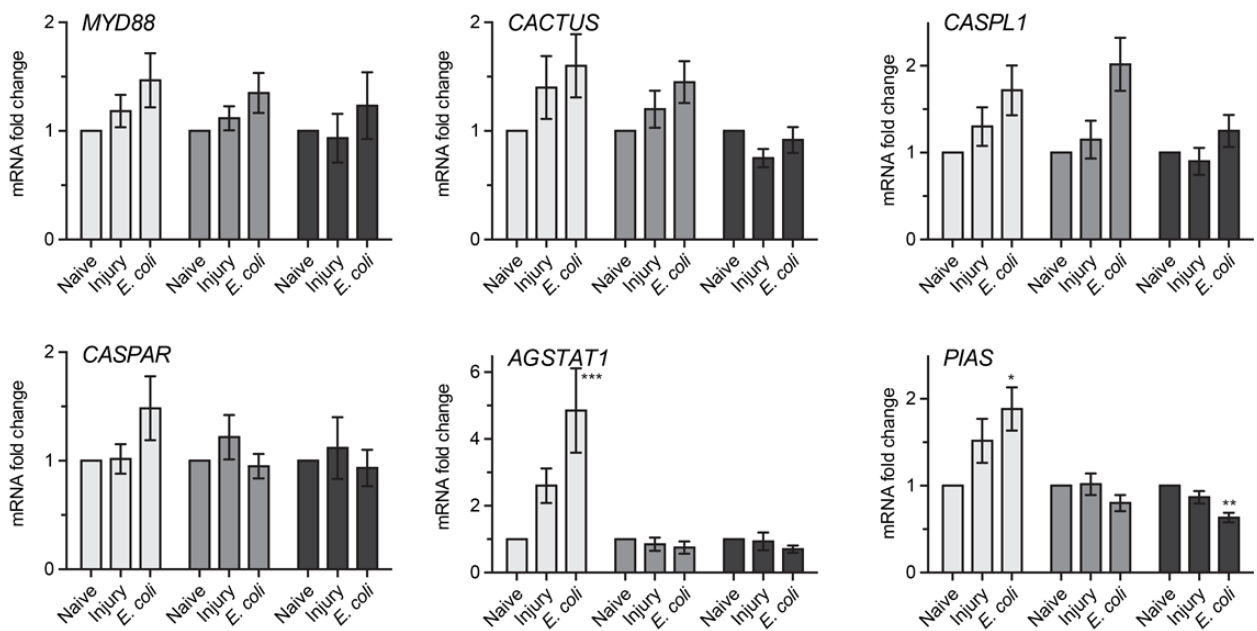 MYD88
mRNA fold change
2
1
0
Naive Injury E. coli Naive Injury E. coli Naive Injury E. coli
CACTUS
mRNA fold change
2
1
0
Naive Injury E. coli Naive Injury E. coli Naive Injury E. coli
CASPL1
mRNA fold change
2
1
0
Naive Injury E. coli Naive Injury E. coli Naive Injury E. coli
CASPAR
mRNA fold change
2
1
0
Naive Injury E. coli Naive Injury E. coli Naive Injury E. coli
AGSTAT1
mRNA fold change
6
***
4
2
0
Naive Injury E. coli Naive Injury E. coli Naive Injury E. coli
PIAS
mRNA fold change
*
2
1
**
0
Naive Injury E. coli Naive Injury E. coli Naive Injury E. coli